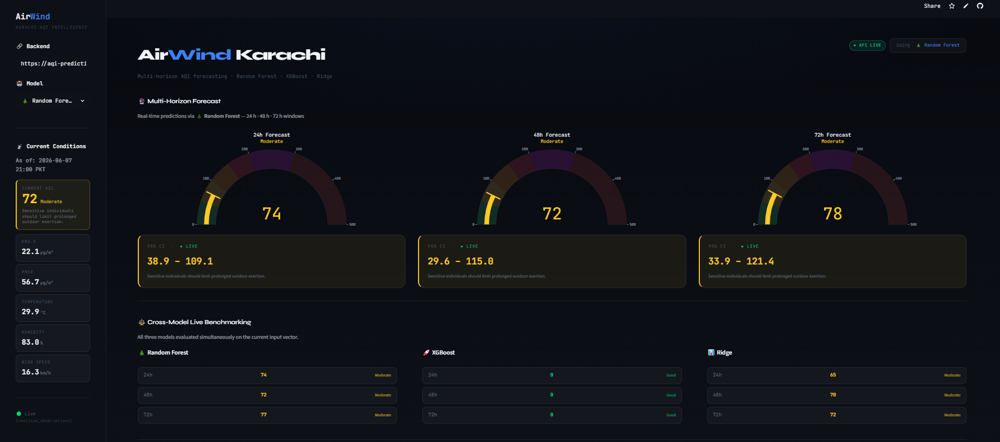 Share
AirWind
KARACHI AQI INTELLIGENCE
Backend
https://aqi-predicti
Model
Random Fore…
Current Conditions
As of: 2026-06-07
21:00 PKT
CURRENT AQI
72 Moderate
Sensitive individuals
should limit prolonged
outdoor exertion.
PM2.5
22.1 µg/m³
PM10
56.7 µg/m³
TEMPERATURE
29.9 °C
HUMIDITY
83.0 %
WIND SPEED
16.3 km/h
Live
(realtime_observations)
AirWind Karachi
API LIVE
Using Random Forest
Multi-horizon AQI forecasting · Random Forest · XGBoost · Ridge
Multi-Horizon Forecast
Real-time predictions via Random Forest — 24 h · 48 h · 72 h windows
24h Forecast
Moderate
0
100
200
300
400
500
74
95% CI · LIVE
38.9 – 109.1
Sensitive individuals should limit prolonged outdoor exertion.
48h Forecast
Moderate
0
100
200
300
400
500
72
95% CI · LIVE
29.6 – 115.0
Sensitive individuals should limit prolonged outdoor exertion.
72h Forecast
Moderate
0
100
200
300
400
500
78
95% CI · LIVE
33.9 – 121.4
Sensitive individuals should limit prolonged outdoor exertion.
Cross-Model Live Benchmarking
All three models evaluated simultaneously on the current input vector.
Random Forest
24h 74 Moderate
48h 72 Moderate
72h 77 Moderate
XGBoost
24h 0 Good
48h 0 Good
72h 0 Good
Ridge
24h 65 Moderate
48h 70 Moderate
72h 72 Moderate